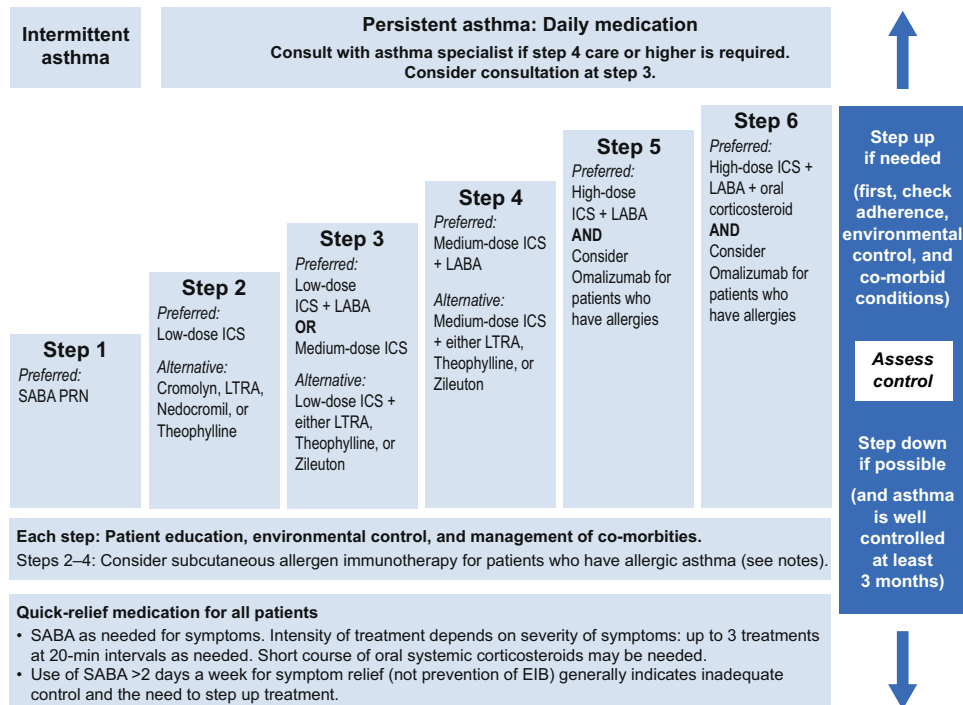 Intermittent
asthma
Persistent asthma: Daily medication
Consult with asthma specialist if step 4 care or higher is required.
Consider consultation at step 3.
Step 1
Preferred:
SABA PRN
Step 2
Preferred:
Low-dose ICS
Alternative:
Cromolyn, LTRA,
Nedocromil, or
Theophylline
Step 3
Preferred:
Low-dose
ICS + LABA
OR
Medium-dose ICS
Alternative:
Low-dose ICS +
either LTRA,
Theophylline, or
Zileuton
Step 4
Preferred:
Medium-dose ICS
+ LABA
Alternative:
Medium-dose ICS
+ either LTRA,
Theophylline, or
Zileuton
Step 5
Preferred:
High-dose
ICS + LABA
AND
Consider
Omalizumab for
patients who
have allergies
Step 6
Preferred:
High-dose ICS +
LABA + oral
corticosteroid
AND
Consider
Omalizumab for
patients who
have allergies
Step up
if needed
(first, check
adherence,
environmental
control, and
co-morbid
conditions)
Assess
control
Step down
if possible
(and asthma
is well
controlled
at least
3 months)
Each step: Patient education, environmental control, and management of co-morbities.
Steps 2–4: Consider subcutaneous allergen immunotherapy for patients who have allergic asthma (see notes).
Quick-relief medication for all patients
• SABA as needed for symptoms. Intensity of treatment depends on severity of symptoms: up to 3 treatments
at 20-min intervals as needed. Short course of oral systemic corticosteroids may be needed.
• Use of SABA >2 days a week for symptom relief (not prevention of EIB) generally indicates inadequate
control and the need to step up treatment.